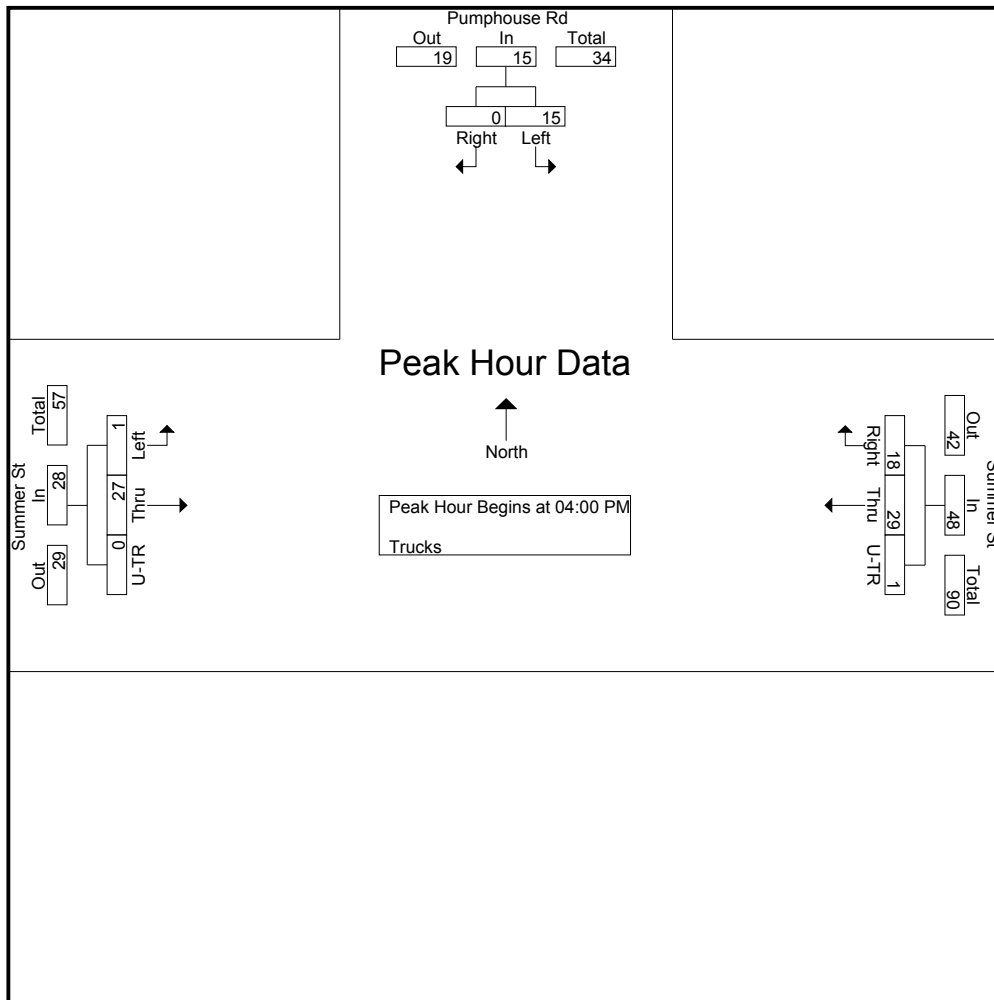 Pumphouse Rd
Out In Total
19 15 34
0 15
Right Left
Peak Hour Data
North
Peak Hour Begins at 04:00 PM
Trucks
Summer St
Total In Out
57 28 29
1 27 0
Left Thru U-TR
Right Thru U-TR
18 29 1
Out In Total
42 48 90
Summer St